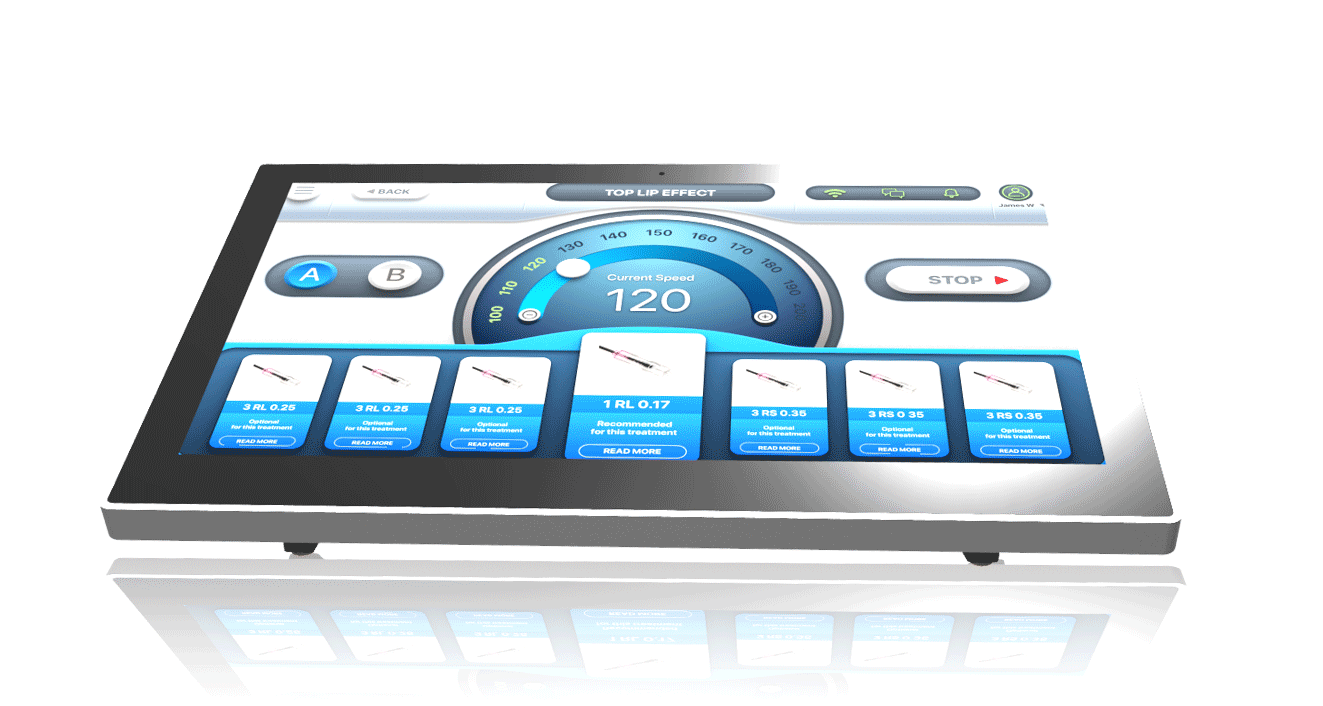 BACK
TOP LIP EFFECT
James W
A
B
100
110
120
130
140
150
160
170
180
190
Current Speed
120
STOP
3 RL 0.25
Optional
for this treatment
READ MORE
3 RL 0.25
Optional
for this treatment
READ MORE
3 RL 0.25
Optional
for this treatment
READ MORE
1 RL 0.17
Recommended
for this treatment
READ MORE
3 RS 0.35
Optional
for this treatment
READ MORE
3 RS 0 35
Optional
for this treatment
READ MORE
3 RS 0.35
Optional
for this treatment
READ MORE